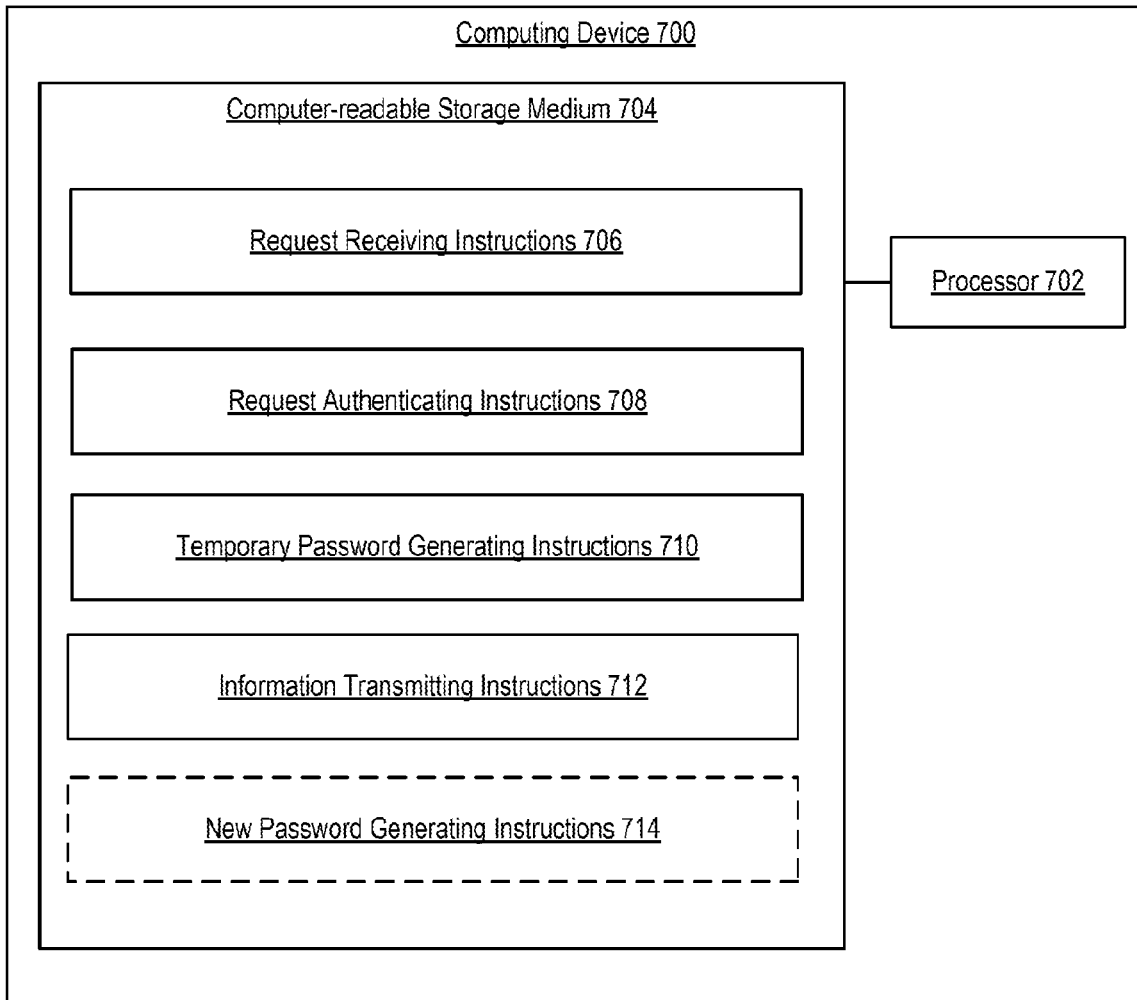 Computing Device 700
Computer-readable Storage Medium 704
Request Receiving Instructions 706
Processor 702
Request Authenticating Instructions 708
Temporary Password Generating Instructions 710
Information Transmitting Instructions 712
New Password Generating Instructions 714